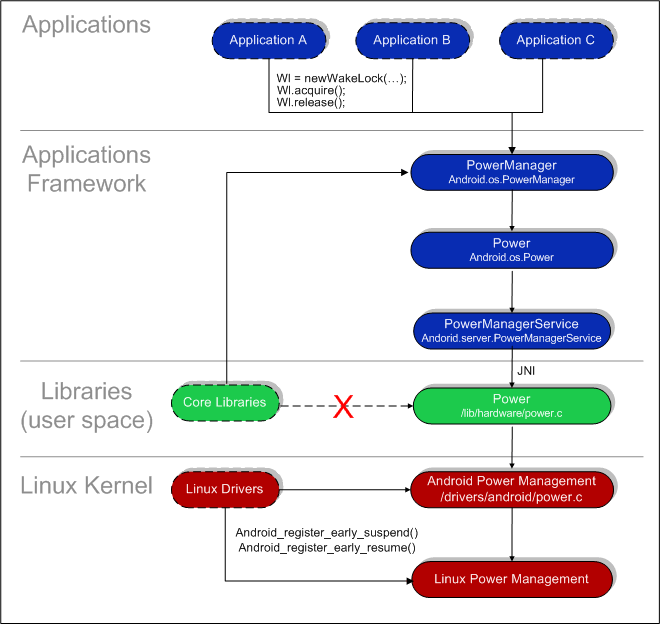 Applications
Application A
Application B
Application C
Wl = newWakeLock(…);
Wl.acquire();
Wl.release();
Applications
Framework
PowerManager
Android.os.PowerManager
Power
Android.os.Power
PowerManagerService
Andorid.server.PowerManagerService
JNI
Libraries
(user space)
Core Libraries
X
Power
/lib/hardware/power.c
Linux Kernel
Linux Drivers
Android Power Management
/drivers/android/power.c
Android_register_early_suspend()
Android_register_early_resume()
Linux Power Management